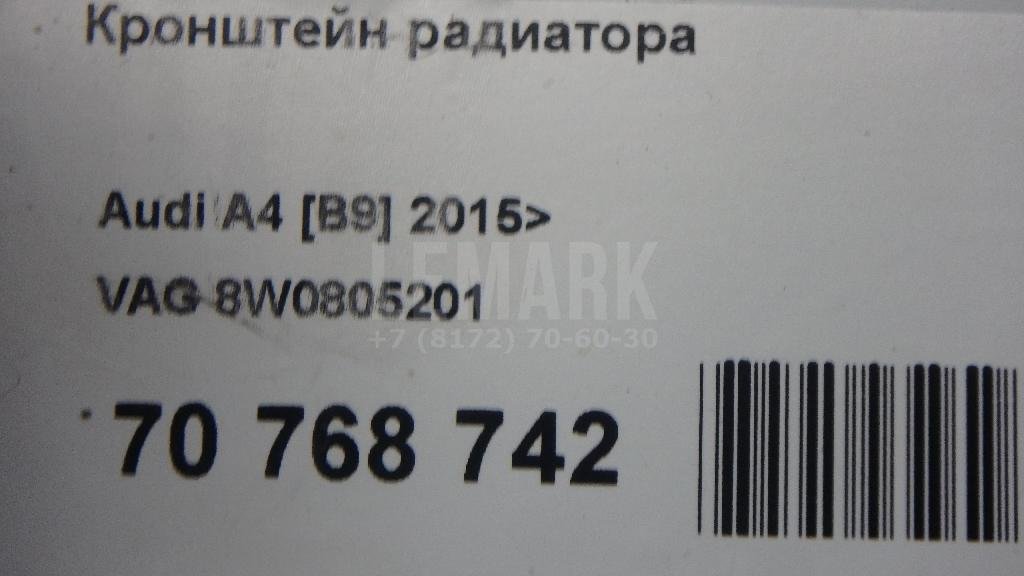 Кронштейн радиатора
Audi A4 [B9] 2015>
LEMARK
VAG 8W0805201
+7 (8172) 70-60-30
70 768 742